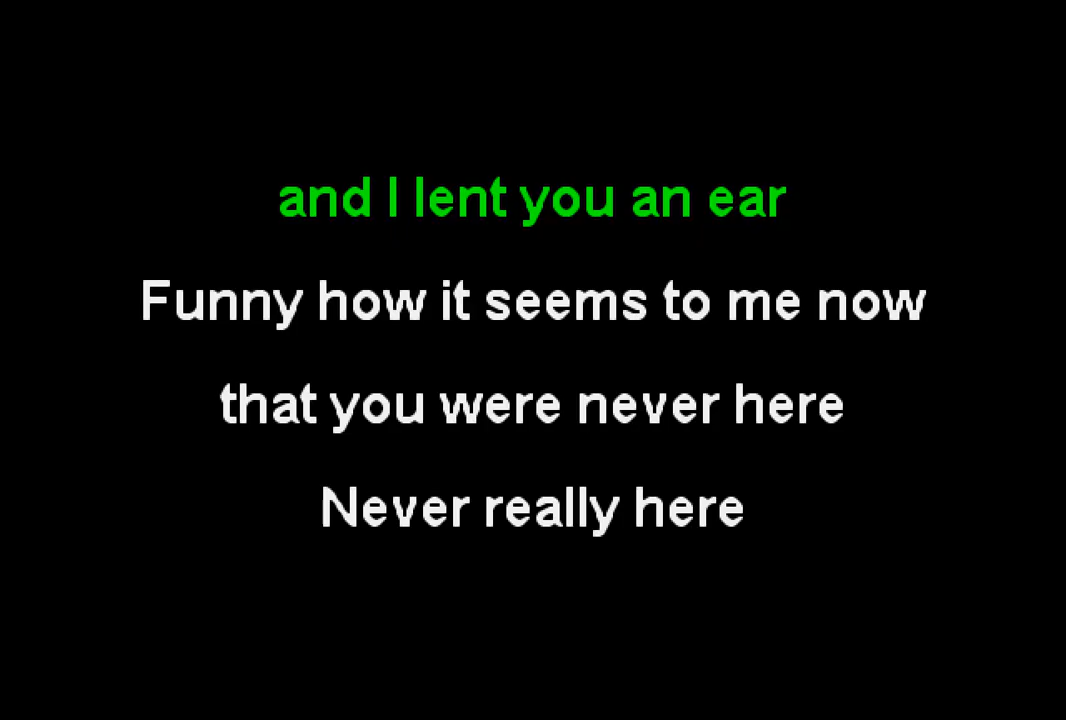 and I lent you an ear
Funny how it seems to me now
that you were never here
Never really here